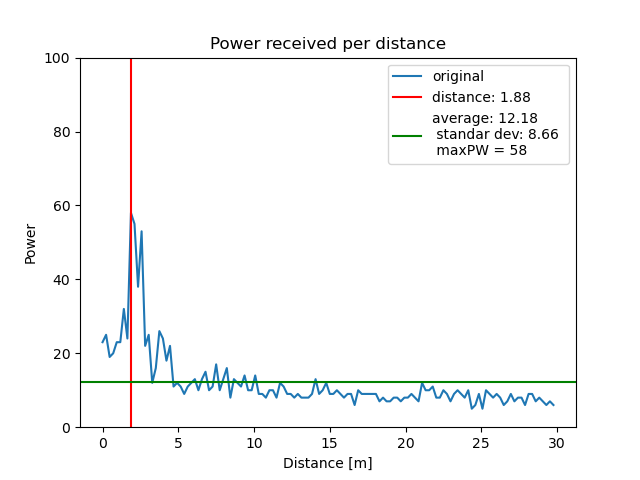 Power received per distance
original
distance: 1.88
average: 12.18
standar dev: 8.66
maxPW = 58
100
80
60
40
20
0
Power
0 5 10 15 20 25 30
Distance [m]